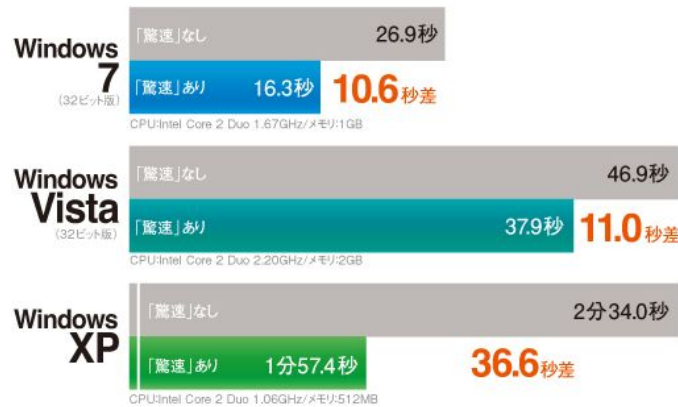 Windows 7
(32ビット版)
「驚速」なし 26.9秒
「驚速」あり 16.3秒 10.6秒差
CPU:Intel Core 2 Duo 1.67GHz/メモリ:1GB
Windows Vista
(32ビット版)
「驚速」なし 46.9秒
「驚速」あり 37.9秒 11.0秒差
CPU:Intel Core 2 Duo 2.20GHz/メモリ:2GB
Windows XP
「驚速」なし 2分34.0秒
「驚速」あり 1分57.4秒 36.6秒差
CPU:Intel Core 2 Duo 1.06GHz/メモリ:512MB